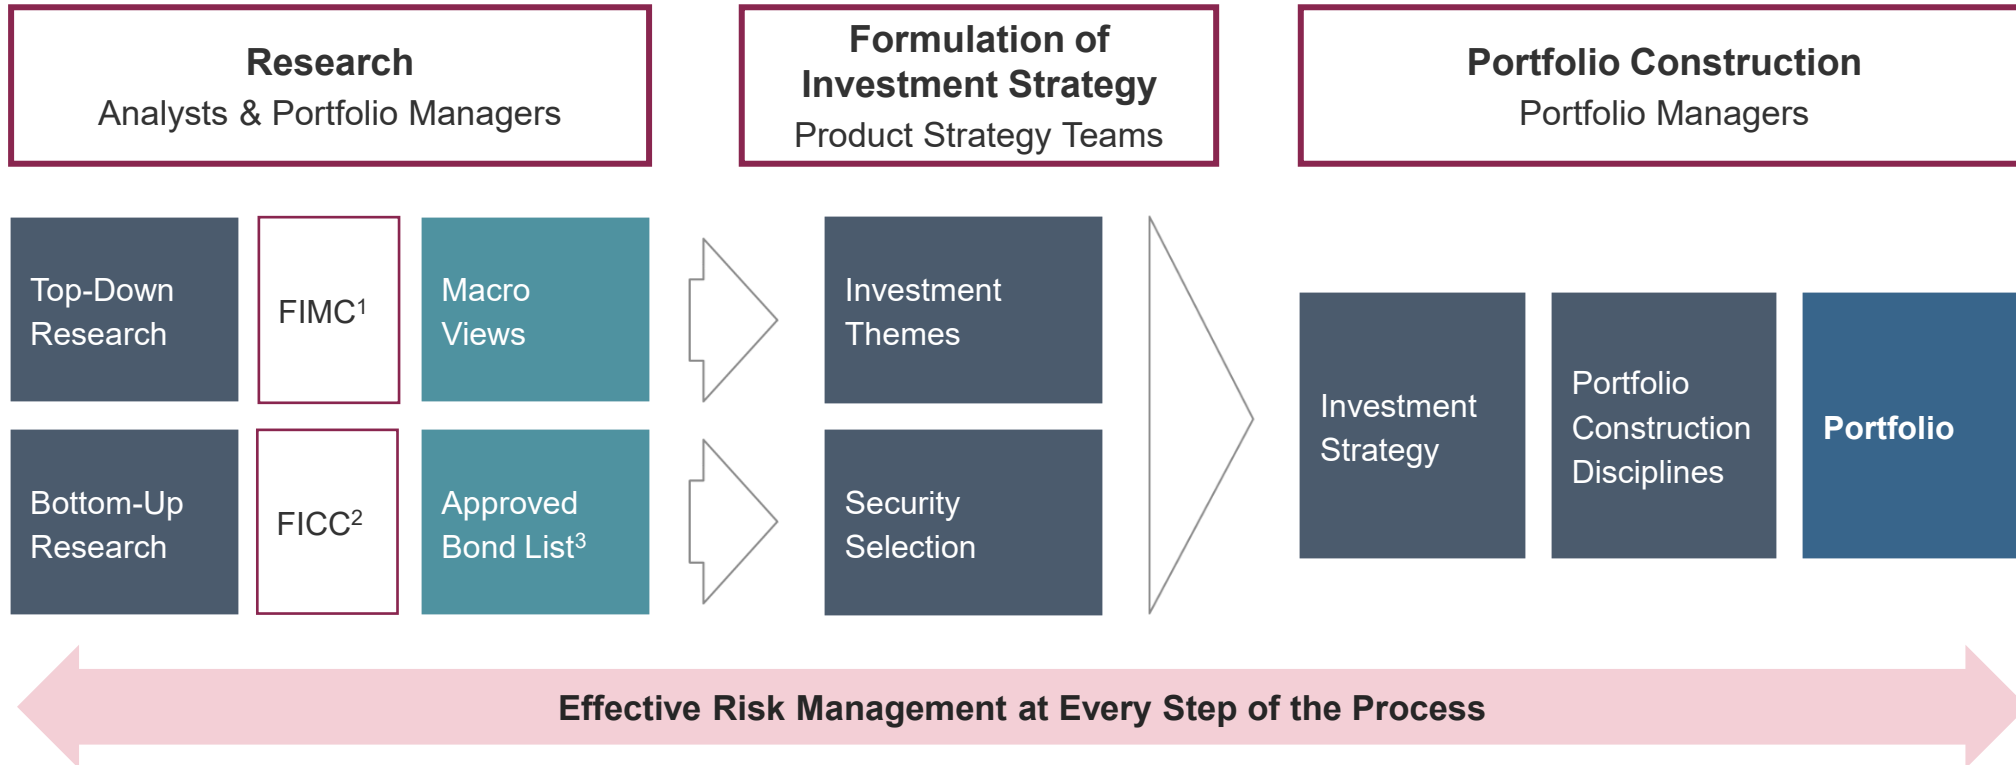 Research
Analysts & Portfolio Managers
Formulation of
Investment Strategy
Product Strategy Teams
Portfolio Construction
Portfolio Managers
Top-Down
Research
FIMC¹
Macro
Views
Investment
Themes
Bottom-Up
Research
FICC²
Approved
Bond List³
Security
Selection
Investment
Strategy
Portfolio
Construction
Disciplines
Portfolio
Effective Risk Management at Every Step of the Process